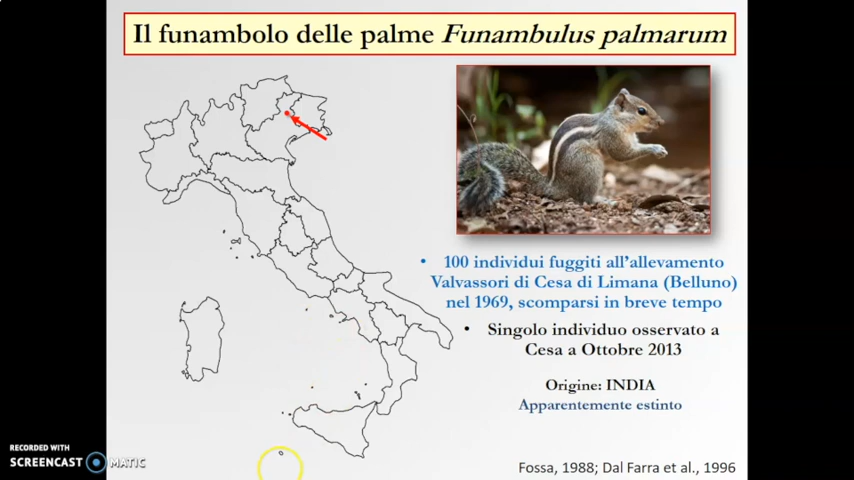 Il funambolo delle palme Funambulus palmarum
• 100 individui fuggiti all'allevamento
Valvassori di Cesa di Limana (Belluno)
nel 1969, scomparsi in breve tempo
• Singolo individuo osservato a
Cesa a Ottobre 2013
Origine: INDIA
Apparentemente estinto
Fossa, 1988; Dal Farra et al., 1996
RECORDED WITH
SCREENCAST MATIC